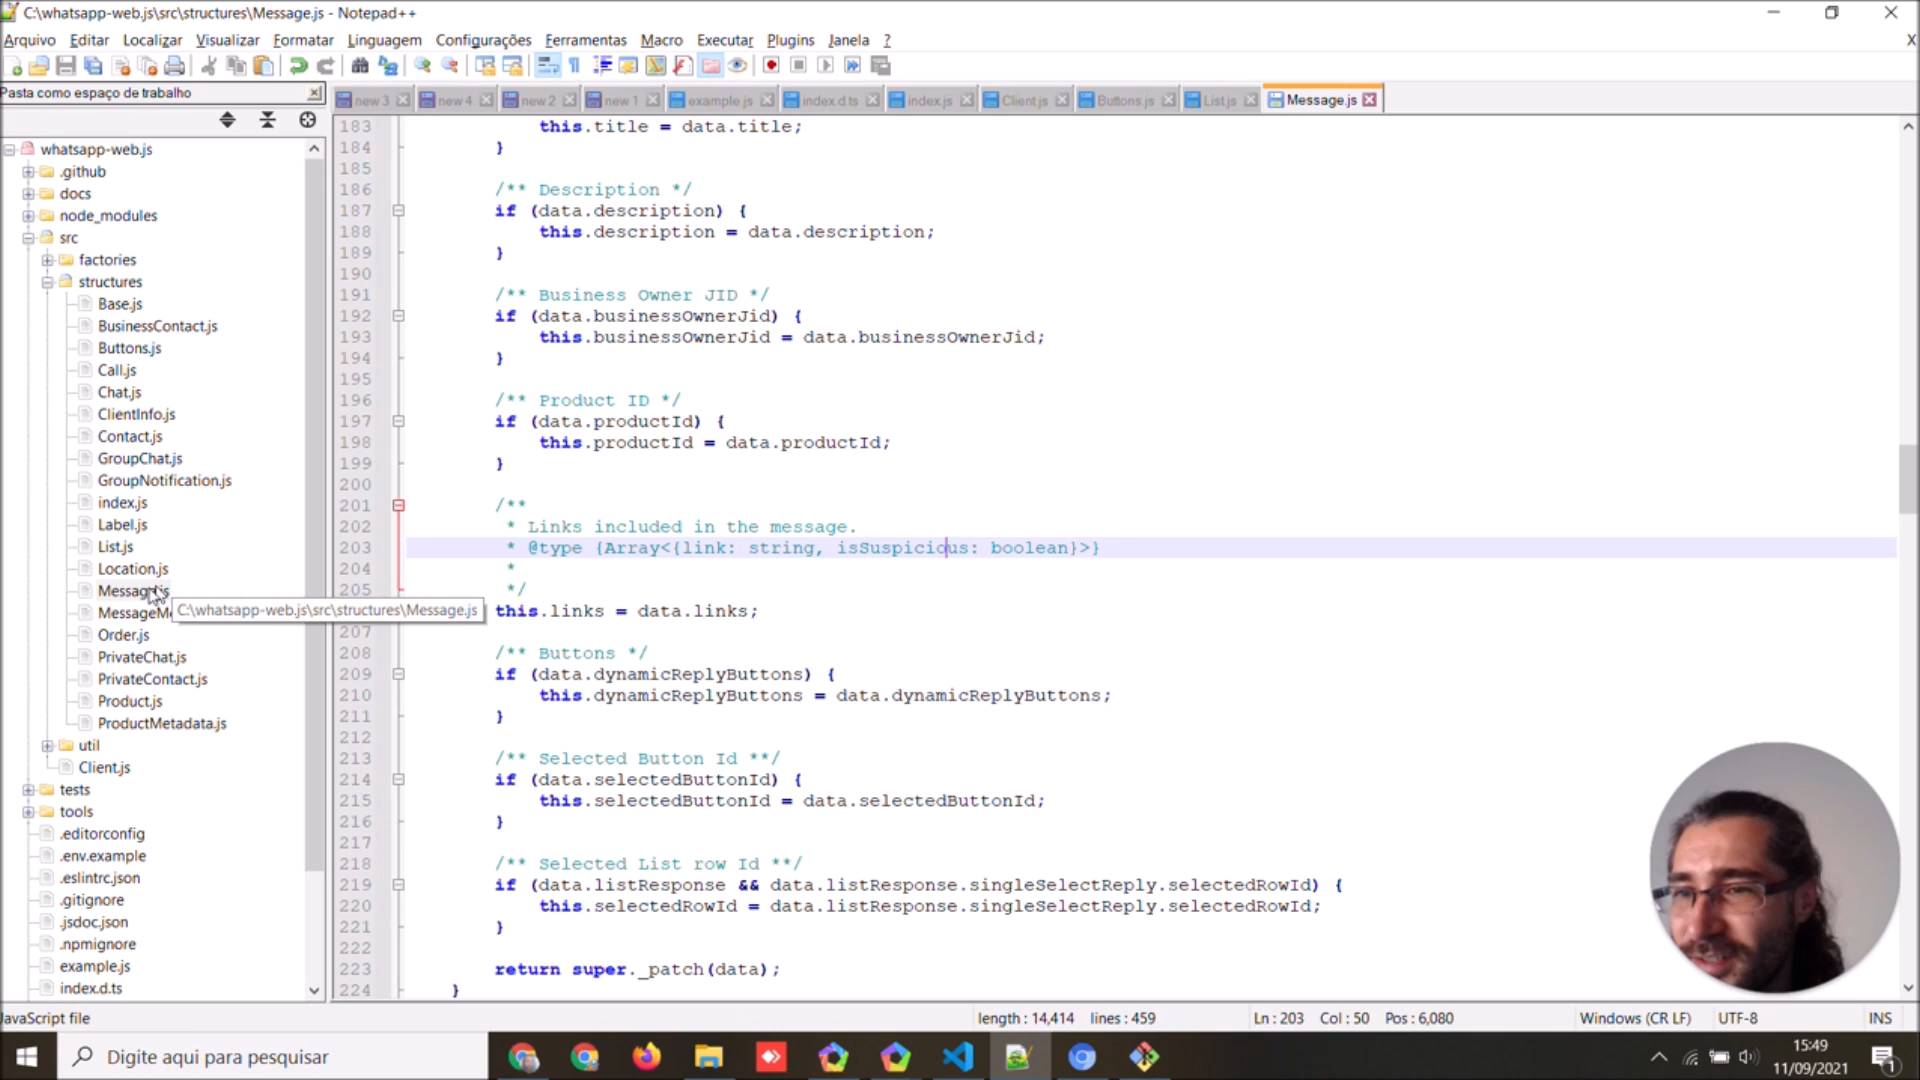 C:\whatsapp-web.js\src\structures\Message.js - Notepad++
Arquivo Editar Localizar Visualizar Formatar Linguagem Configurações Ferramentas Macro Executar Plugins Janela ? X
Pasta como espaço de trabalho
new 3 new 4 new 2 new 1 example.js index.d.ts index.js Client.js Buttons.js List.js Message.js
whatsapp-web.js
.github
docs
node_modules
src
factories
structures
Base.js
BusinessContact.js
Buttons.js
Call.js
Chat.js
ClientInfo.js
Contact.js
GroupChat.js
GroupNotification.js
index.js
Label.js
List.js
Location.js
Message.js
C:\whatsapp-web.js\src\structures\Message.js
Order.js
PrivateChat.js
PrivateContact.js
Product.js
ProductMetadata.js
util
Client.js
tests
tools
.editorconfig
.env.example
.eslintrc.json
.gitignore
.jsdoc.json
.npmignore
example.js
index.d.ts
183 this.title = data.title;
184 }
185
186 /** Description */
187 if (data.description) {
188 this.description = data.description;
189 }
190
191 /** Business Owner JID */
192 if (data.businessOwnerJid) {
193 this.businessOwnerJid = data.businessOwnerJid;
194 }
195
196 /** Product ID */
197 if (data.productId) {
198 this.productId = data.productId;
199 }
200
201 /**
202 * Links included in the message.
203 * @type {Array<{link: string, isSuspicious: boolean}>}
204 *
205 */
this.links = data.links;
207
208 /** Buttons */
209 if (data.dynamicReplyButtons) {
210 this.dynamicReplyButtons = data.dynamicReplyButtons;
211 }
212
213 /** Selected Button Id **/
214 if (data.selectedButtonId) {
215 this.selectedButtonId = data.selectedButtonId;
216 }
217
218 /** Selected List row Id **/
219 if (data.listResponse && data.listResponse.singleSelectReply.selectedRowId) {
220 this.selectedRowId = data.listResponse.singleSelectReply.selectedRowId;
221 }
222
223 return super._patch(data);
224 }
JavaScript file length : 14,414 lines : 459 Ln : 203 Col : 50 Pos : 6,080 Windows (CR LF) UTF-8 INS
Digite aqui para pesquisar
15:49
11/09/2021
1